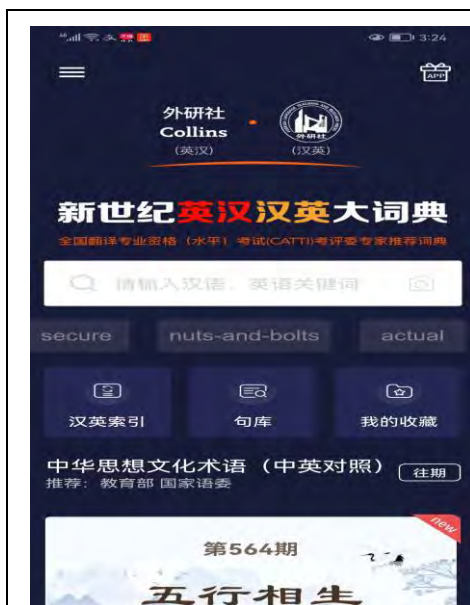 3:24
APP
外研社
Collins
(英汉)
外研社
(汉英)
新世纪英汉汉英大词典
全国翻译专业资格（水平）考试(CATTI)考评委专家推荐词典
请输入汉语、英语关键词
secure
nuts-and-bolts
actual
汉英索引
句库
我的收藏
中华思想文化术语（中英对照）
往期
推荐：教育部 国家语委
new
第564期
五行相生